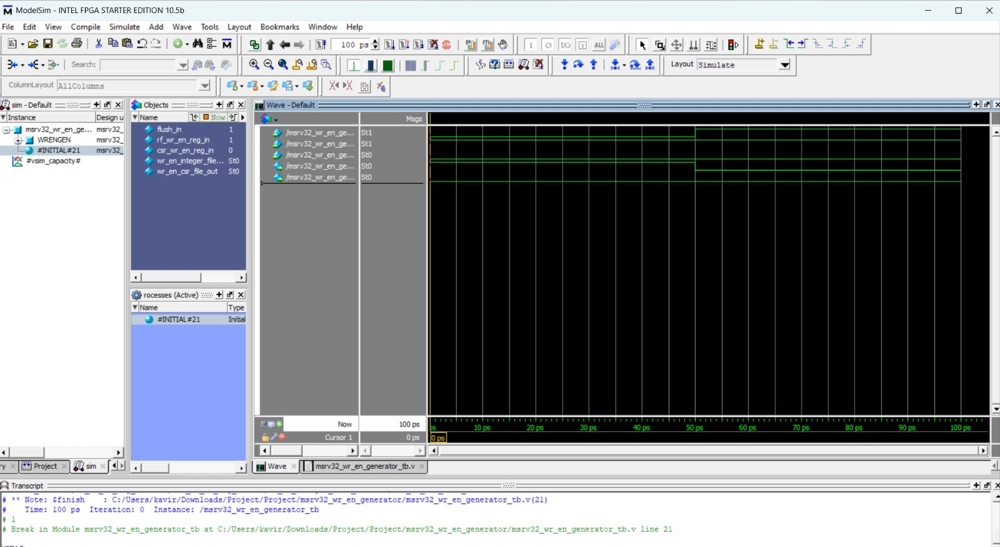 ModelSim - INTEL FPGA STARTER EDITION 10.5b
File Edit View Compile Simulate Add Wave Tools Layout Bookmarks Window Help
100 ps
Search:
Layout Simulate
ColumnLayout AllColumns
sim - Default
Instance Design u
msrv32_wr_en_ge... msrv32_
WRENGEN msrv32_
#INITIAL#21 msrv32_
#vsim_capacity#
Objects
Name Now
flush_in 1
rf_wr_en_reg_in 1
csr_wr_en_reg_in 0
wr_en_integer_file... St0
wr_en_csr_file_out St0
rocesses (Active)
Name Type
#INITIAL#21 Initial
Wave - Default
Msgs
/msrv32_wr_en_ge... St1
/msrv32_wr_en_ge... St1
/msrv32_wr_en_ge... St0
/msrv32_wr_en_ge... St0
/msrv32_wr_en_ge... St0
Now 100 ps
Cursor 1 0 ps
ps 10 ps 20 ps 30 ps 40 ps 50 ps 60 ps 70 ps 80 ps 90 ps 100 ps
0 ps
ry Project sim
Wave msrv32_wr_en_generator_tb.v
Transcript
# ** Note: $finish : C:/Users/kavir/Downloads/Project/Project/msrv32_wr_en_generator/msrv32_wr_en_generator_tb.v(21)
# Time: 100 ps Iteration: 0 Instance: /msrv32_wr_en_generator_tb
# 1
# Break in Module msrv32_wr_en_generator_tb at C:/Users/kavir/Downloads/Project/Project/msrv32_wr_en_generator/msrv32_wr_en_generator_tb.v line 21